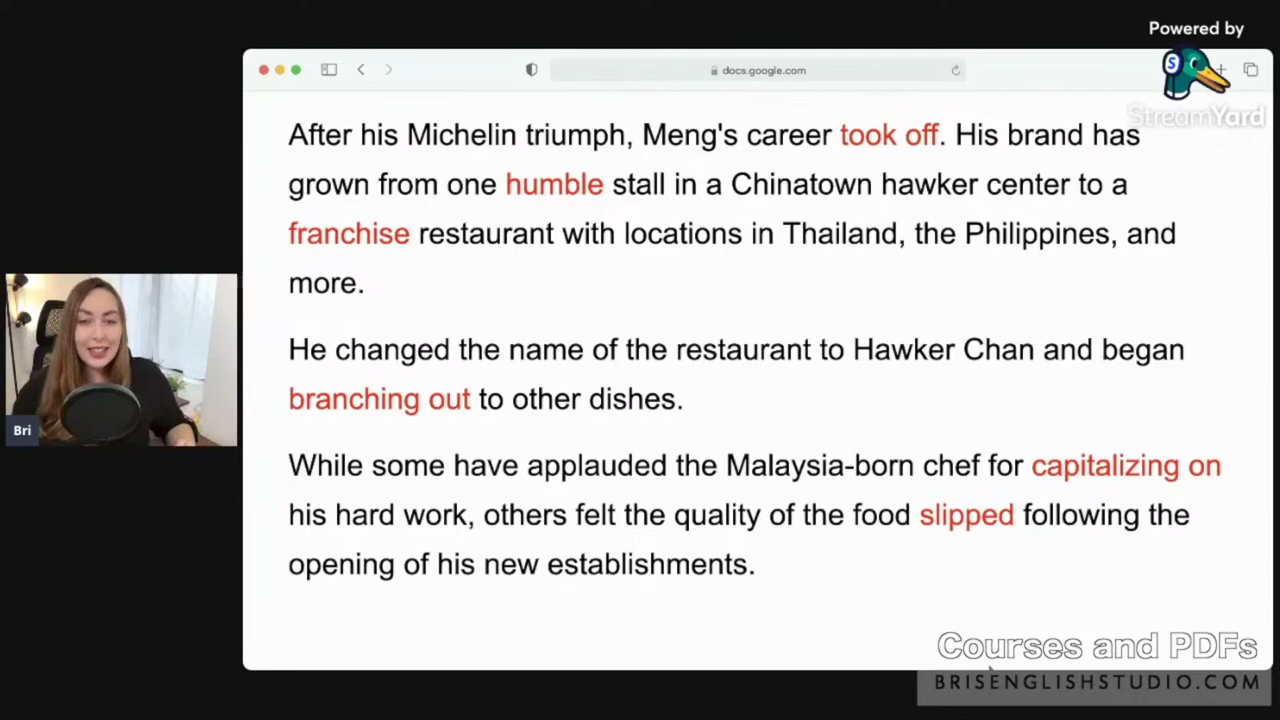 Powered by
StreamYard
docs.google.com
After his Michelin triumph, Meng's career took off. His brand has
grown from one humble stall in a Chinatown hawker center to a
franchise restaurant with locations in Thailand, the Philippines, and
more.
He changed the name of the restaurant to Hawker Chan and began
branching out to other dishes.
While some have applauded the Malaysia-born chef for capitalizing on
his hard work, others felt the quality of the food slipped following the
opening of his new establishments.
Bri
Courses and PDFs
BRISENGLISHSTUDIO.COM